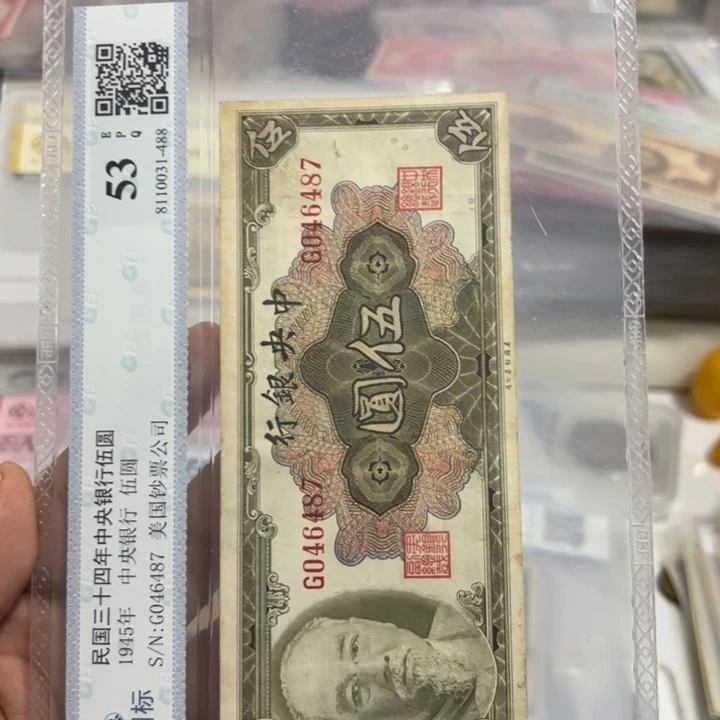 民国三十四年中央银行伍圆
1945年 中央银行 伍圆
S/N:G046487 美国钞票公司
标
53
EPQ
8110031-488
伍
伍
G046487
中央銀行
伍圓
G046487